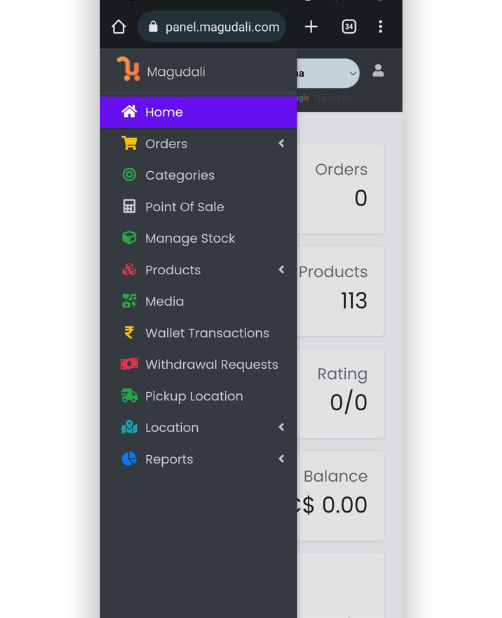 panel.magudali.com
34
Magudali
Home
Orders
Categories
Point Of Sale
Manage Stock
Products
Media
Wallet Transactions
Withdrawal Requests
Pickup Location
Location
Reports
Orders
0
Products
113
Rating
0/0
Balance
$ 0.00